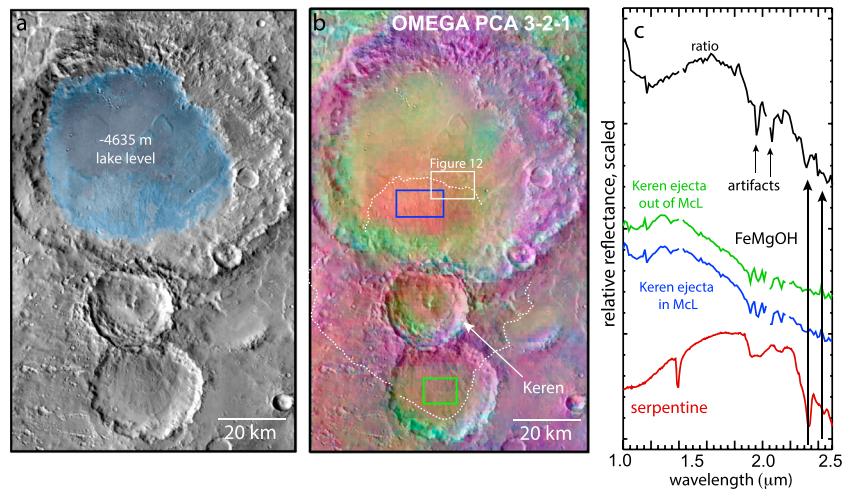 a
-4635 m
lake level
20 km
b
OMEGA PCA 3-2-1
Figure 12
Keren
20 km
c
ratio
artifacts
Keren ejecta
out of McL
FeMgOH
Keren ejecta
in McL
serpentine
relative reflectance, scaled
1.0 1.5 2.0 2.5
wavelength (μm)